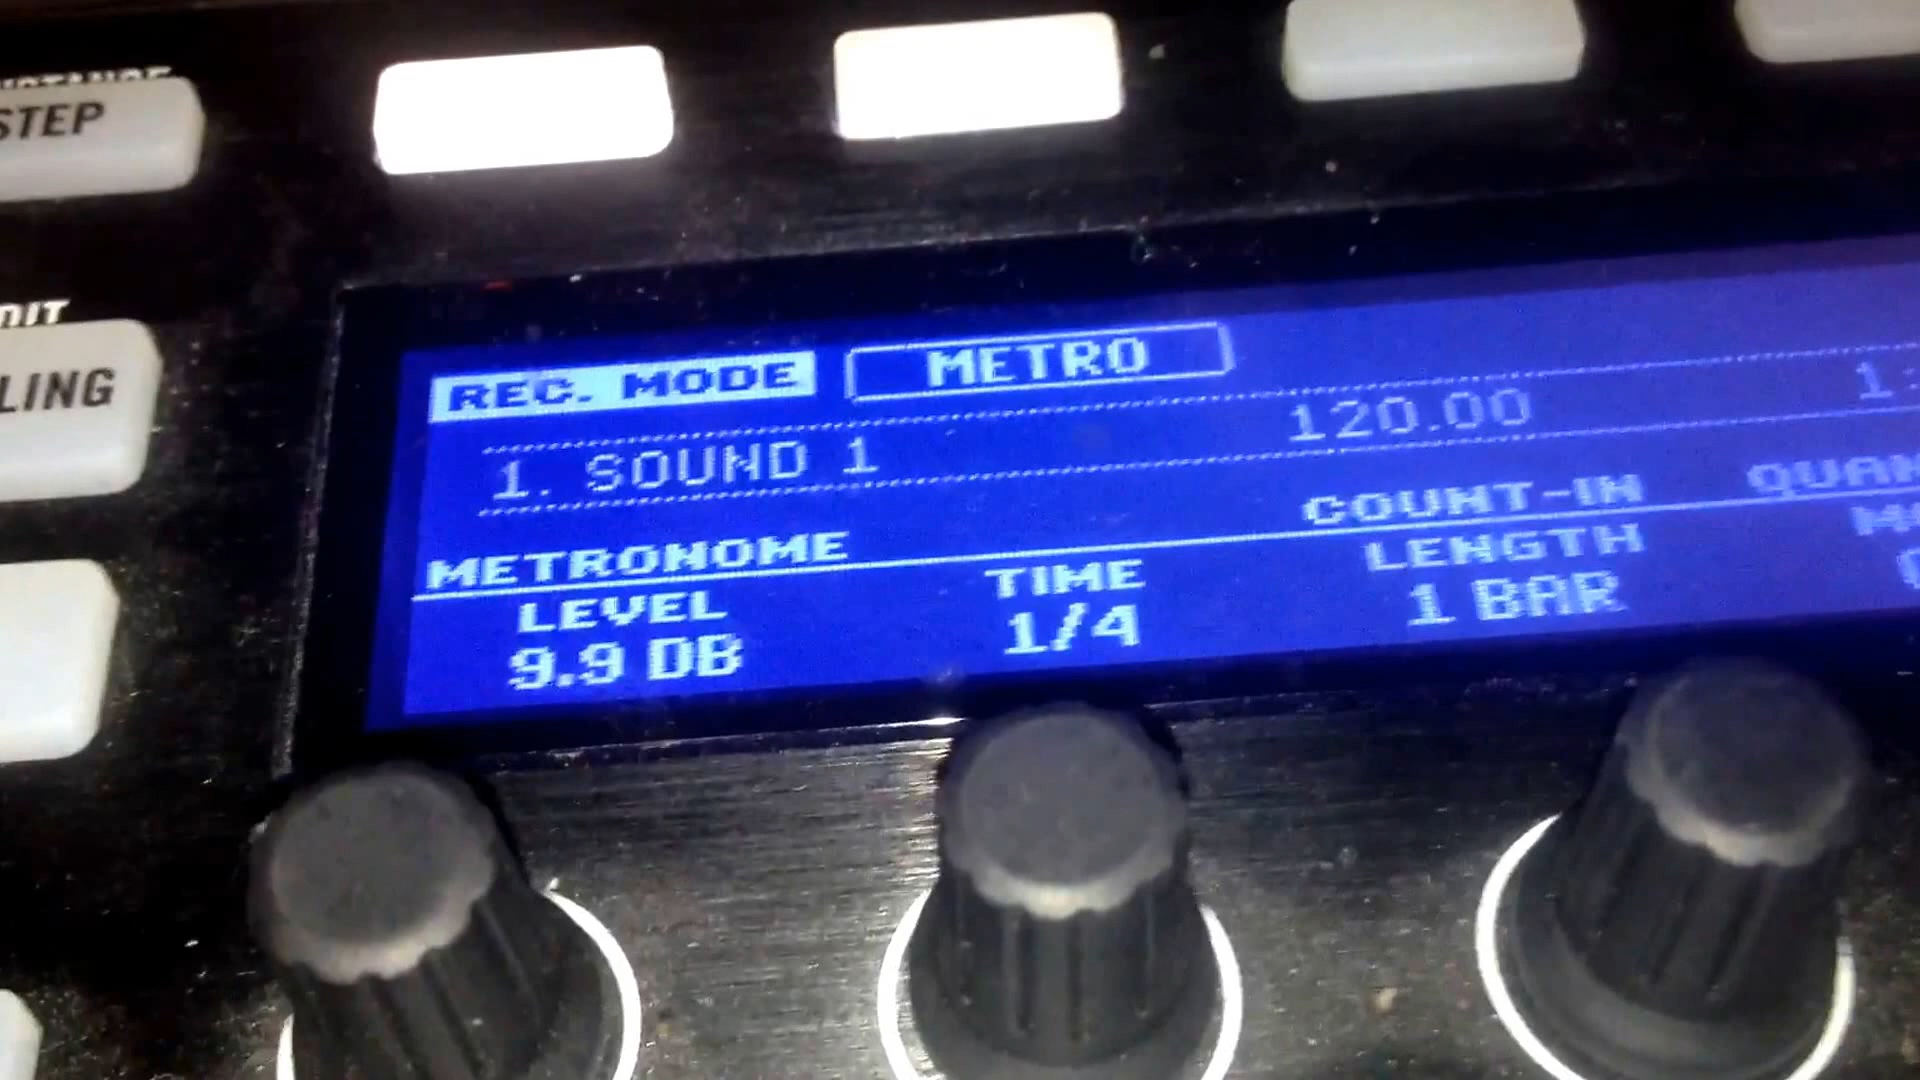 STEP
LING
REC. MODE METRO
1. SOUND 1 120.00
METRONOME COUNT-IN
LEVEL TIME LENGTH
9.9 DB 1/4 1 BAR